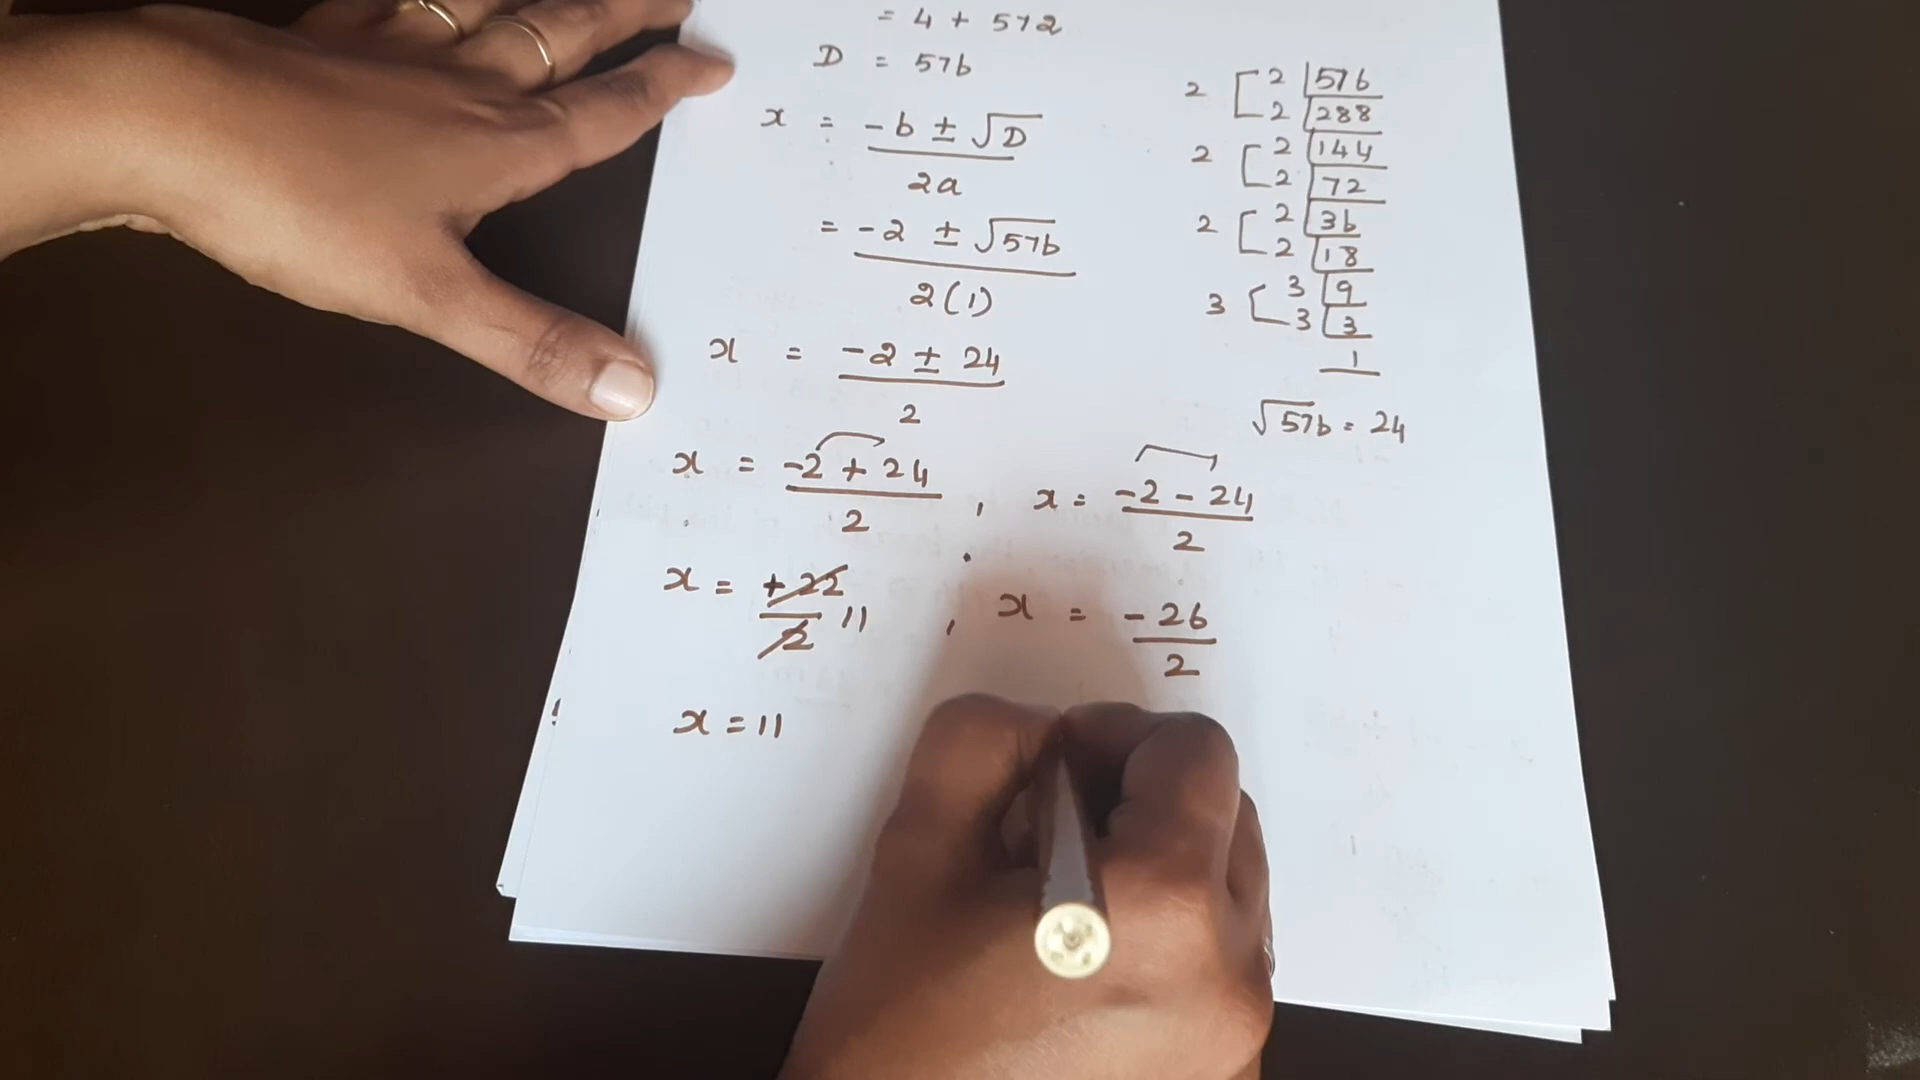 = 4 + 572
D = 576
x = -b ± √D
2a
= -2 ± √576
2(1)
x = -2 ± 24
2
x = -2 + 24
2
, x = -2 - 24
2
x = +22
2 11
, x = -26
2
x = 11
2 2 576
2 288
2 2 144
2 72
2 2 36
2 18
3 3 9
3 3
1
√576 = 24